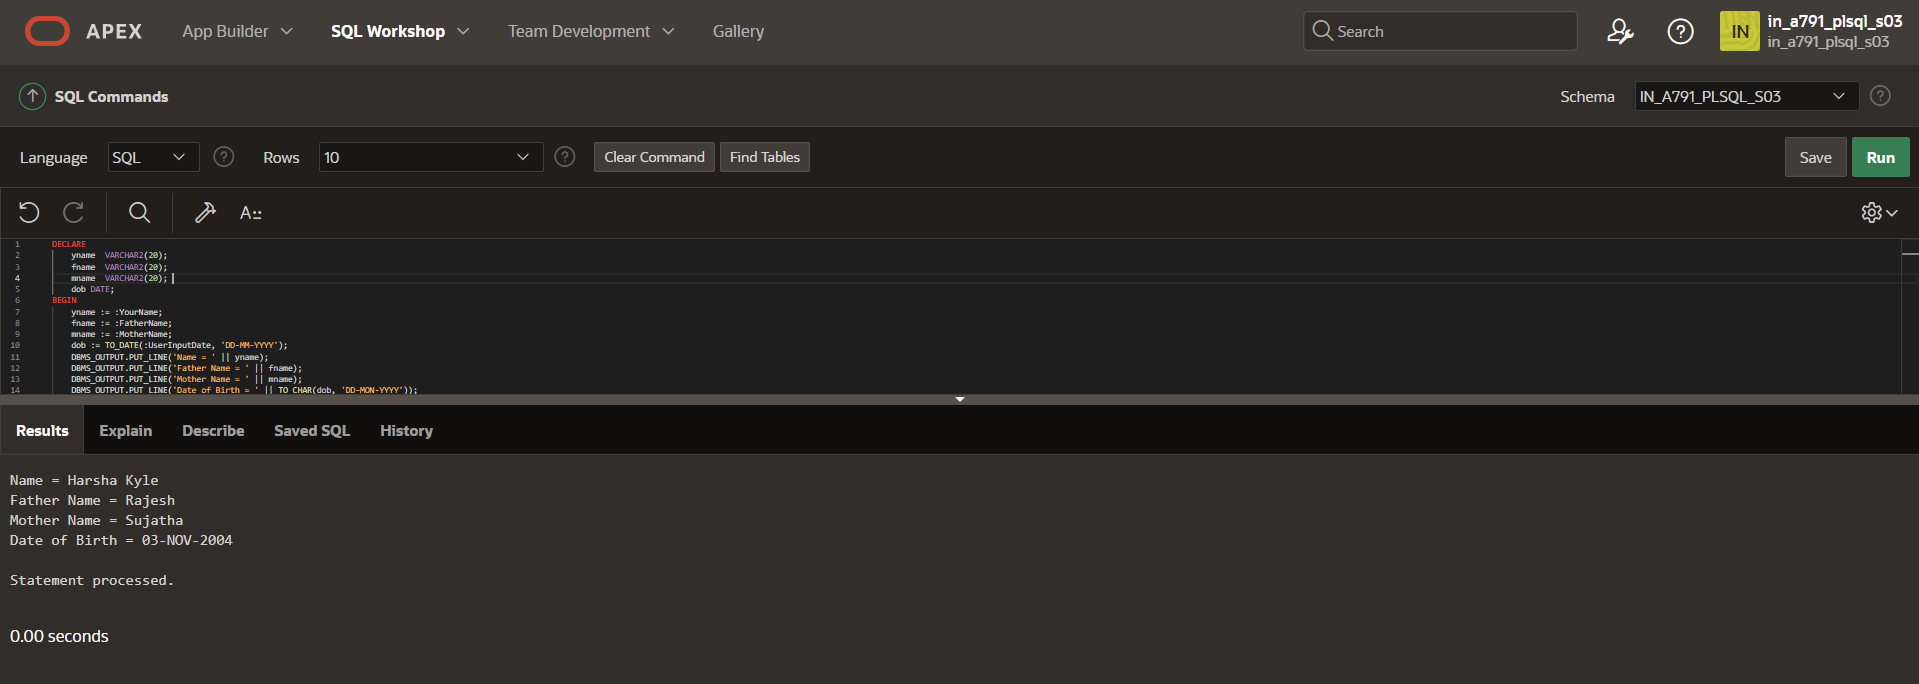 APEX App Builder SQL Workshop Team Development Gallery Search IN in_a791_plsql_s03
in_a791_plsql_s03
SQL Commands Schema IN_A791_PLSQL_S03
Language SQL Rows 10 Clear Command Find Tables Save Run
A::
1 DECLARE
2 yname VARCHAR2(20);
3 fname VARCHAR2(20);
4 mname VARCHAR2(20);
5 dob DATE;
6 BEGIN
7 yname := :YourName;
8 fname := :FatherName;
9 mname := :MotherName;
10 dob := TO_DATE(:UserInputDate, 'DD-MM-YYYY');
11 DBMS_OUTPUT.PUT_LINE('Name = ' || yname);
12 DBMS_OUTPUT.PUT_LINE('Father Name = ' || fname);
13 DBMS_OUTPUT.PUT_LINE('Mother Name = ' || mname);
14 DBMS_OUTPUT.PUT_LINE('Date of Birth = ' || TO_CHAR(dob, 'DD-MON-YYYY'));
Results Explain Describe Saved SQL History
Name = Harsha Kyle
Father Name = Rajesh
Mother Name = Sujatha
Date of Birth = 03-NOV-2004
Statement processed.
0.00 seconds